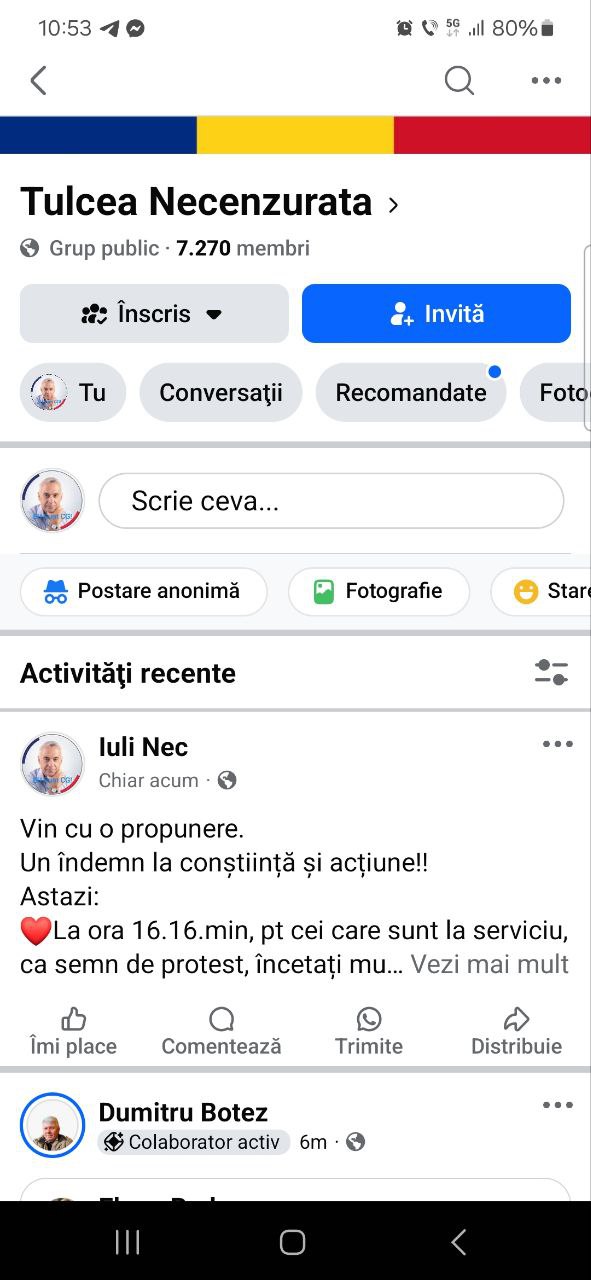 10:53
5G
80%
Tulcea Necenzurata
Grup public · 7.270 membri
Înscris
Invită
Tu
Conversaţii
Recomandate
Foto
Scrie ceva...
Postare anonimă
Fotografie
Stare
Activităţi recente
Iuli Nec
Chiar acum ·
Vin cu o propunere.
Un îndemn la conștiință și acțiune!!
Astazi:
❤️La ora 16.16.min, pt cei care sunt la serviciu,
ca semn de protest, încetați mu... Vezi mai mult
Îmi place
Comentează
Trimite
Distribuie
Dumitru Botez
Colaborator activ 6m ·